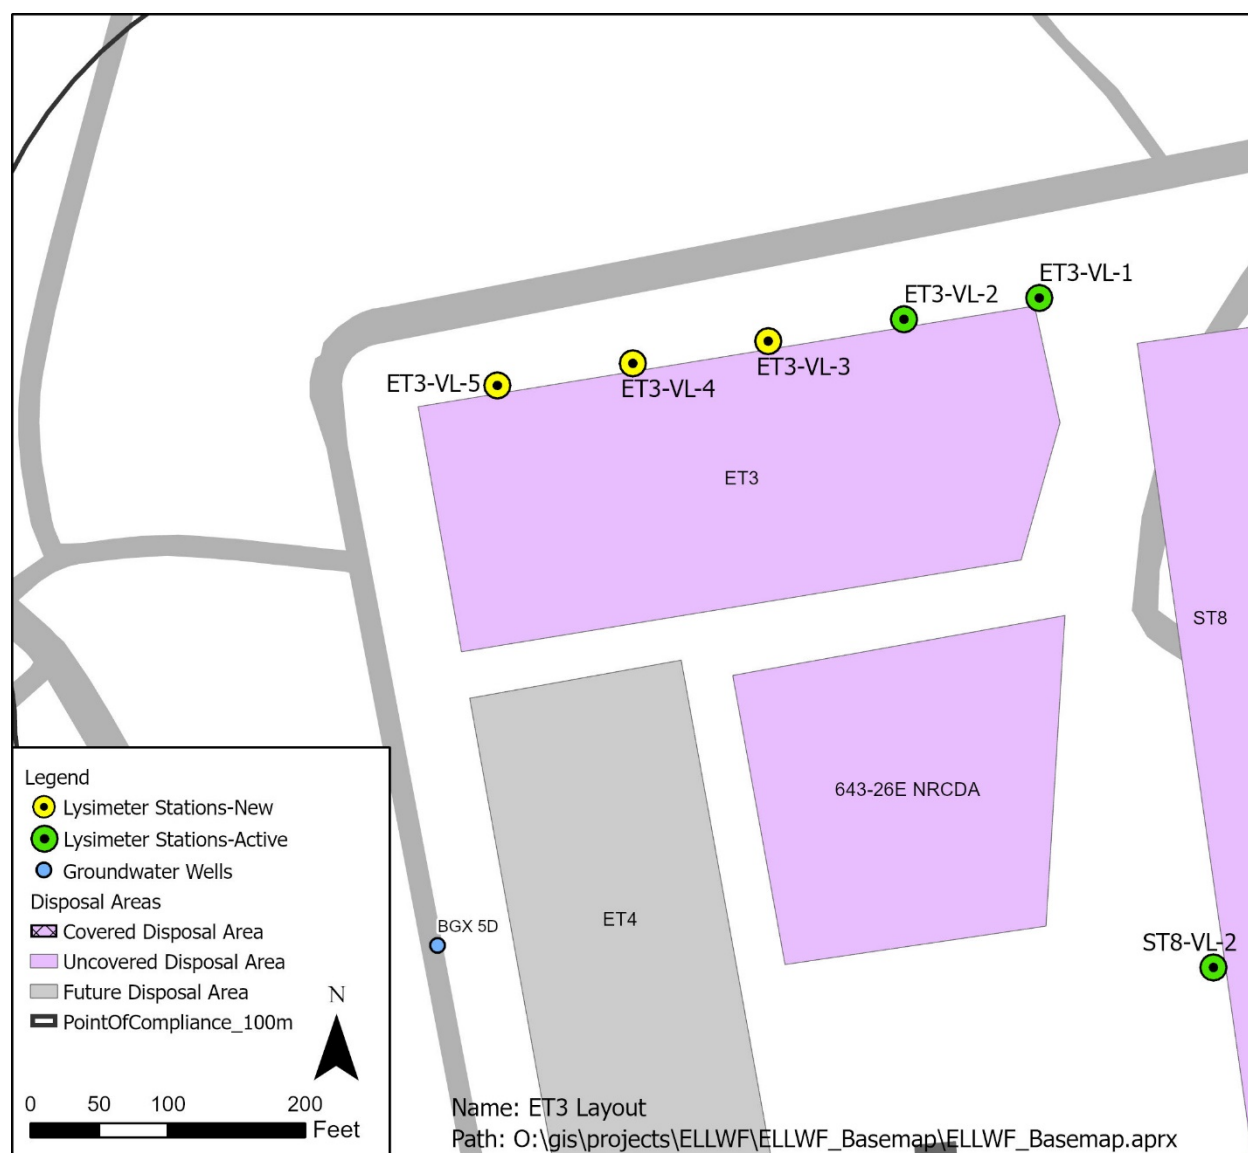 ET3-VL-1
ET3-VL-2
ET3-VL-3
ET3-VL-4
ET3-VL-5
ET3
ST8
643-26E NRCDA
ET4
BGX 5D
ST8-VL-2
Legend
Lysimeter Stations-New
Lysimeter Stations-Active
Groundwater Wells
Disposal Areas
Covered Disposal Area
Uncovered Disposal Area
Future Disposal Area
PointOfCompliance_100m
N
0 50 100 200
Feet
Name: ET3 Layout
Path: O:\gis\projects\ELLWF\ELLWF_Basemap\ELLWF_Basemap.aprx